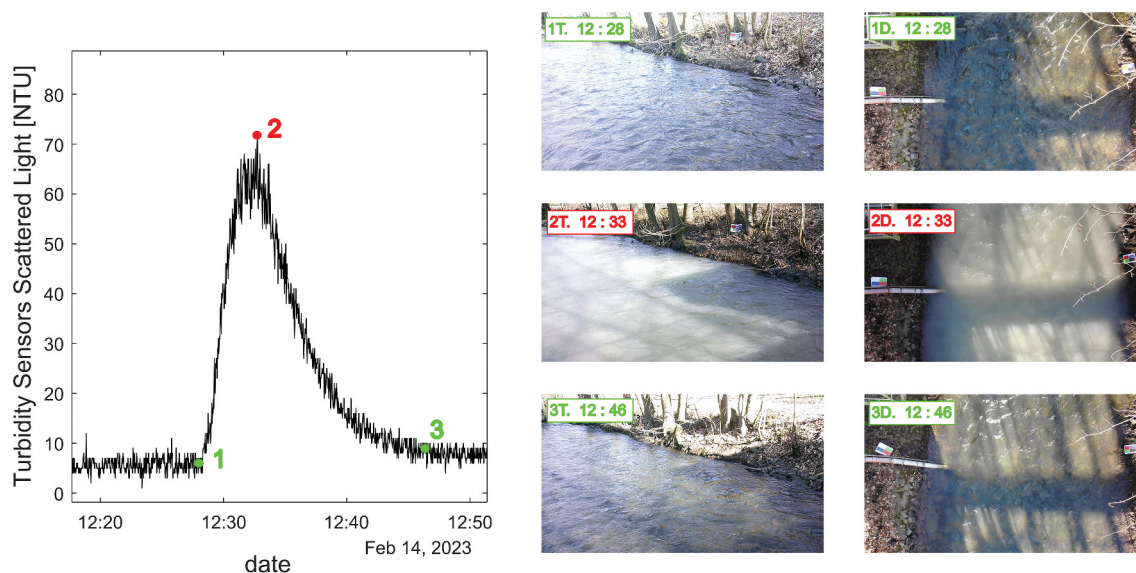 Turbidity Sensors Scattered Light [NTU]
80
70
60
50
40
30
20
10
0
12:20
12:30
12:40
12:50
date
Feb 14, 2023
1
2
3
1T. 12 : 28
1D. 12 : 28
2T. 12 : 33
2D. 12 : 33
3T. 12 : 46
3D. 12 : 46